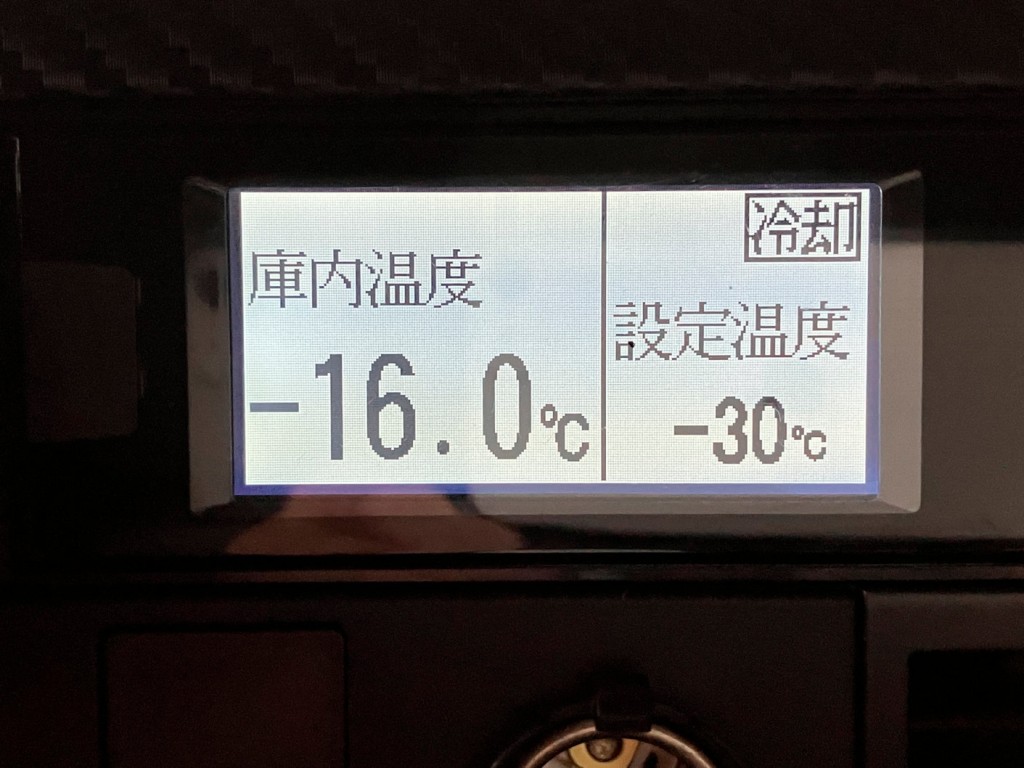 庫内温度
-16.0℃
冷却
設定温度
-30℃